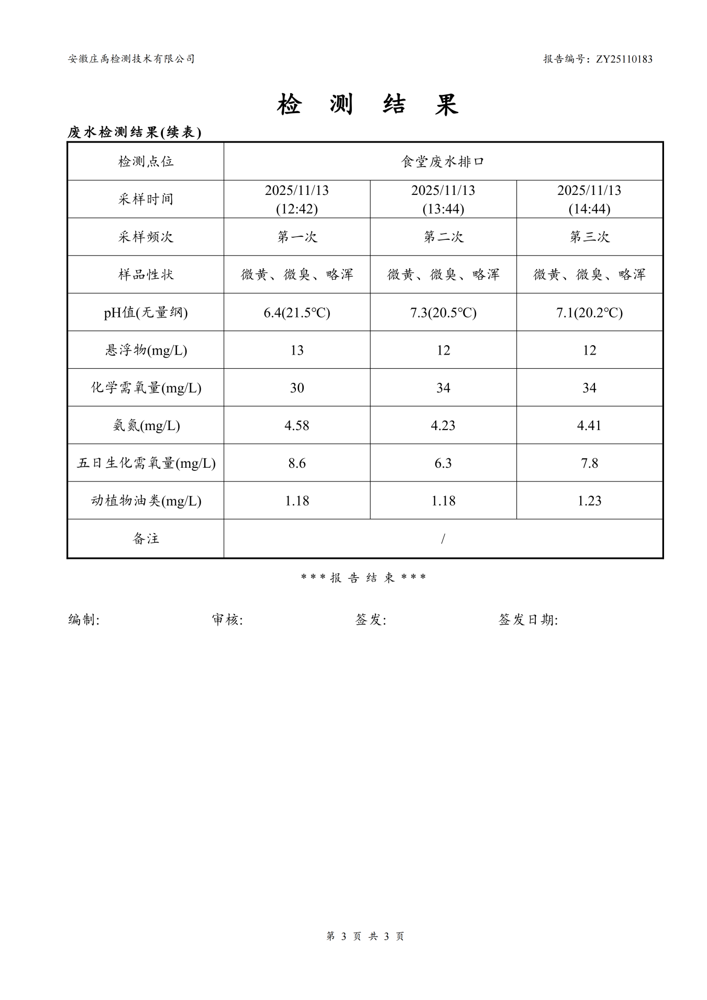 安徽庄禹检测技术有限公司 报告编号：ZY25110183
检 测 结 果
废水检测结果(续表)
检测点位 食堂废水排口
采样时间 2025/11/13 (12:42) 2025/11/13 (13:44) 2025/11/13 (14:44)
采样频次 第一次 第二次 第三次
样品性状 微黄、微臭、略浑 微黄、微臭、略浑 微黄、微臭、略浑
pH值(无量纲) 6.4(21.5℃) 7.3(20.5℃) 7.1(20.2℃)
悬浮物(mg/L) 13 12 12
化学需氧量(mg/L) 30 34 34
氨氮(mg/L) 4.58 4.23 4.41
五日生化需氧量(mg/L) 8.6 6.3 7.8
动植物油类(mg/L) 1.18 1.18 1.23
备注 /
***报告结束***
编制: 审核: 签发: 签发日期:
第 3 页 共 3 页